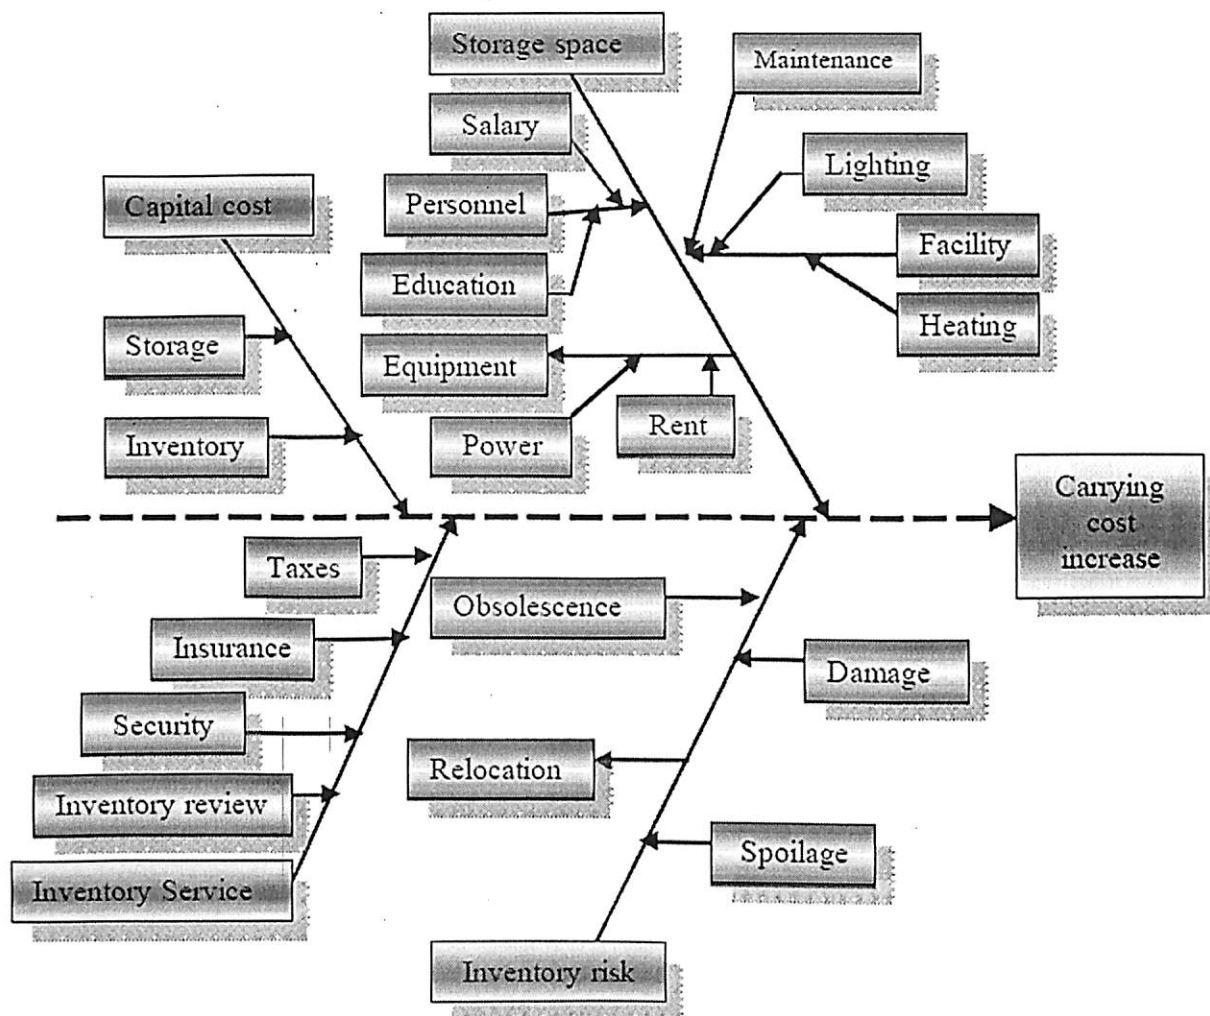 Storage space
Maintenance
Salary
Lighting
Capital cost
Personnel
Facility
Education
Heating
Storage
Equipment
Rent
Inventory
Power
Carrying
cost
increase
Taxes
Obsolescence
Insurance
Damage
Security
Relocation
Inventory review
Spoilage
Inventory Service
Inventory risk